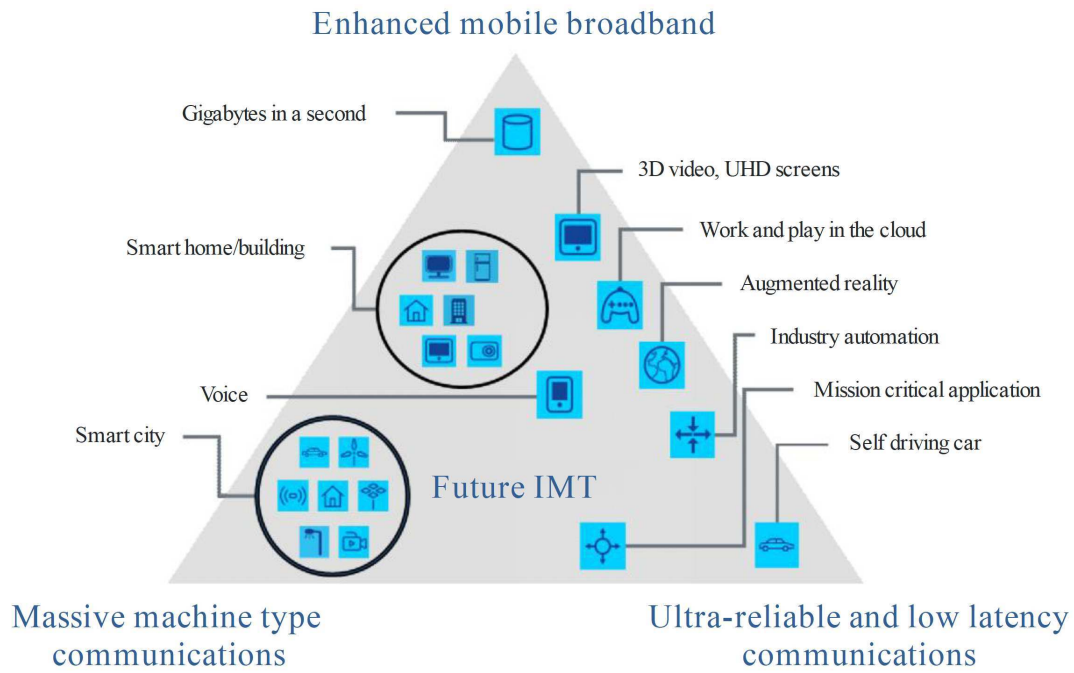 Enhanced mobile broadband
Gigabytes in a second
3D video, UHD screens
Work and play in the cloud
Smart home/building
Augmented reality
Industry automation
Mission critical application
Voice
Smart city
Self driving car
Future IMT
Massive machine type
communications
Ultra-reliable and low latency
communications